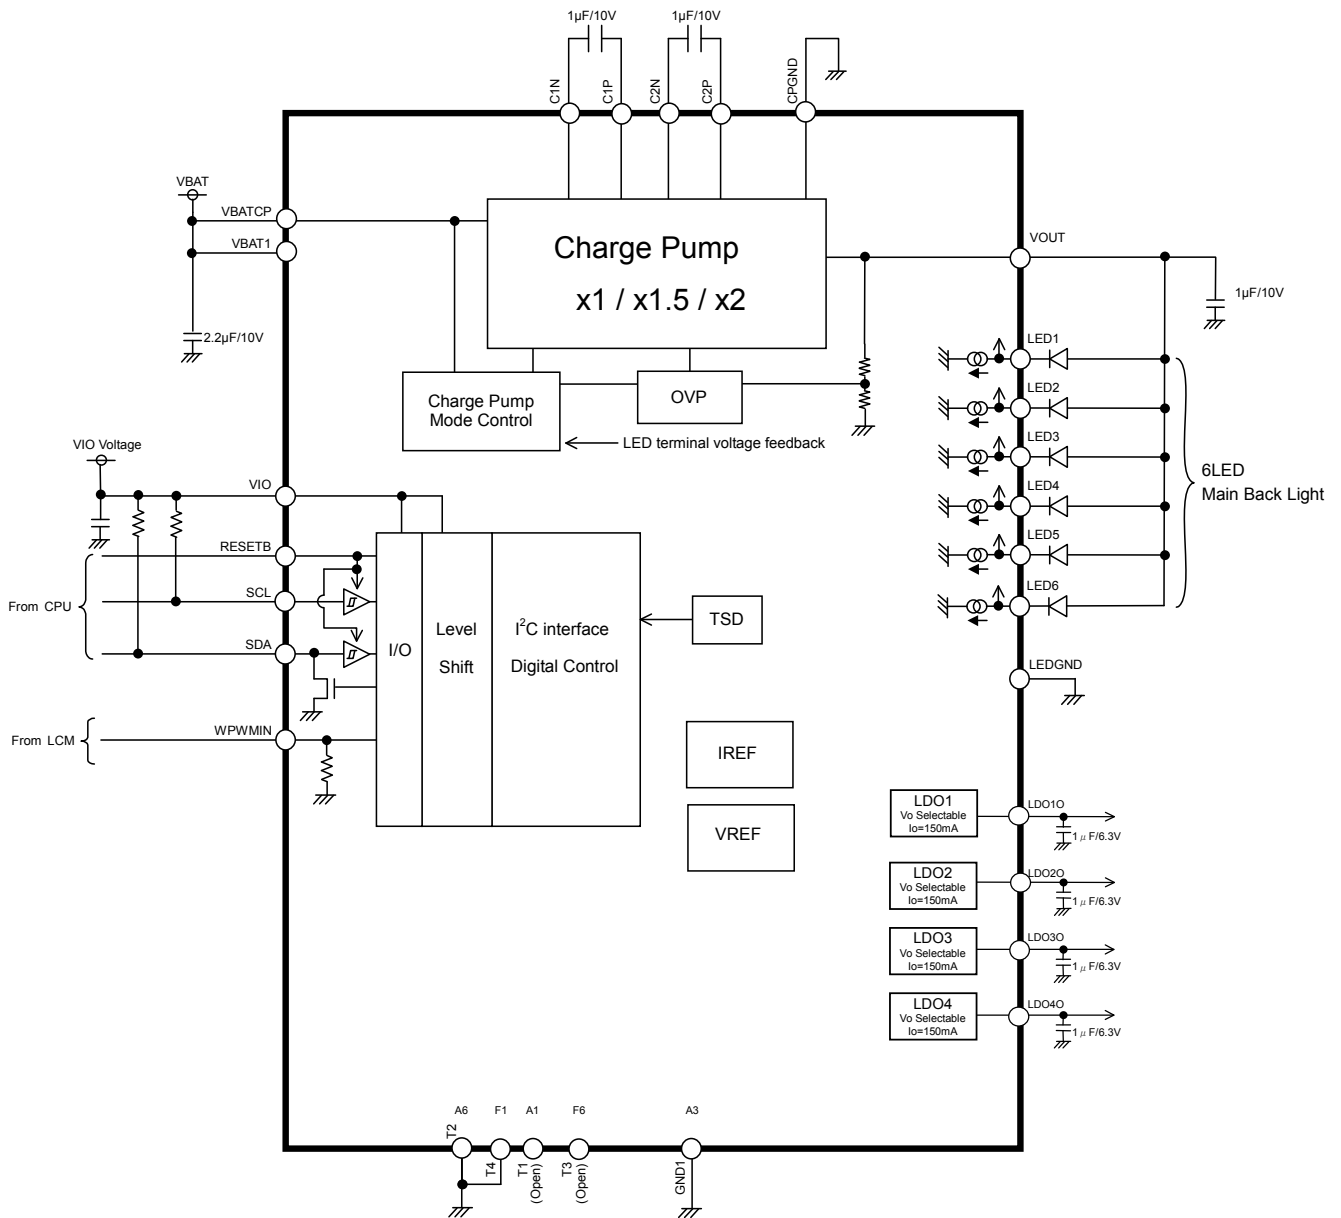 1µF/10V
1µF/10V
C1N
C1P
C2N
C2P
CPGND
VBAT
VBATCP
VBAT1
2.2µF/10V
Charge Pump
x1 / x1.5 / x2
VOUT
1µF/10V
Charge Pump
Mode Control
OVP
LED terminal voltage feedback
LED1
LED2
LED3
LED4
LED5
LED6
6LED
Main Back Light
LEDGND
VIO Voltage
VIO
RESETB
SCL
SDA
From CPU
WPWMIN
From LCM
I/O
Level
Shift
I²C interface
Digital Control
TSD
IREF
VREF
LDO1
Vo Selectable
Io=150mA
LDO1O
1μF/6.3V
LDO2
Vo Selectable
Io=150mA
LDO2O
1μF/6.3V
LDO3
Vo Selectable
Io=150mA
LDO3O
1μF/6.3V
LDO4
Vo Selectable
Io=150mA
LDO4O
1μF/6.3V
A6
F1
A1
F6
A3
T2
T4
T1
(Open)
T3
(Open)
GND1